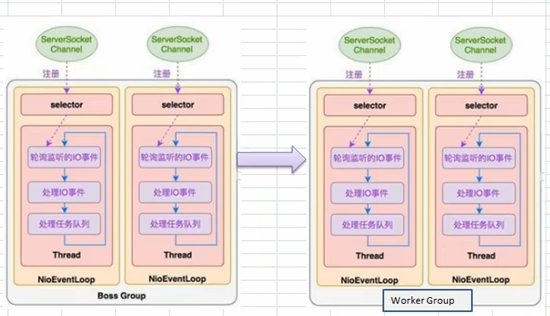 ServerSocket
Channel
ServerSocket
Channel
注册
注册
selector
selector
轮询监听的IO事件
轮询监听的IO事件
处理IO事件
处理IO事件
处理任务队列
处理任务队列
Thread
Thread
NioEventLoop
NioEventLoop
Boss Group
ServerSocket
Channel
ServerSocket
Channel
注册
注册
selector
selector
轮询监听的IO事件
轮询监听的IO事件
处理IO事件
处理IO事件
处理任务队列
处理任务队列
Thread
Thread
NioEventLoop
NioEventLoop
Worker Group